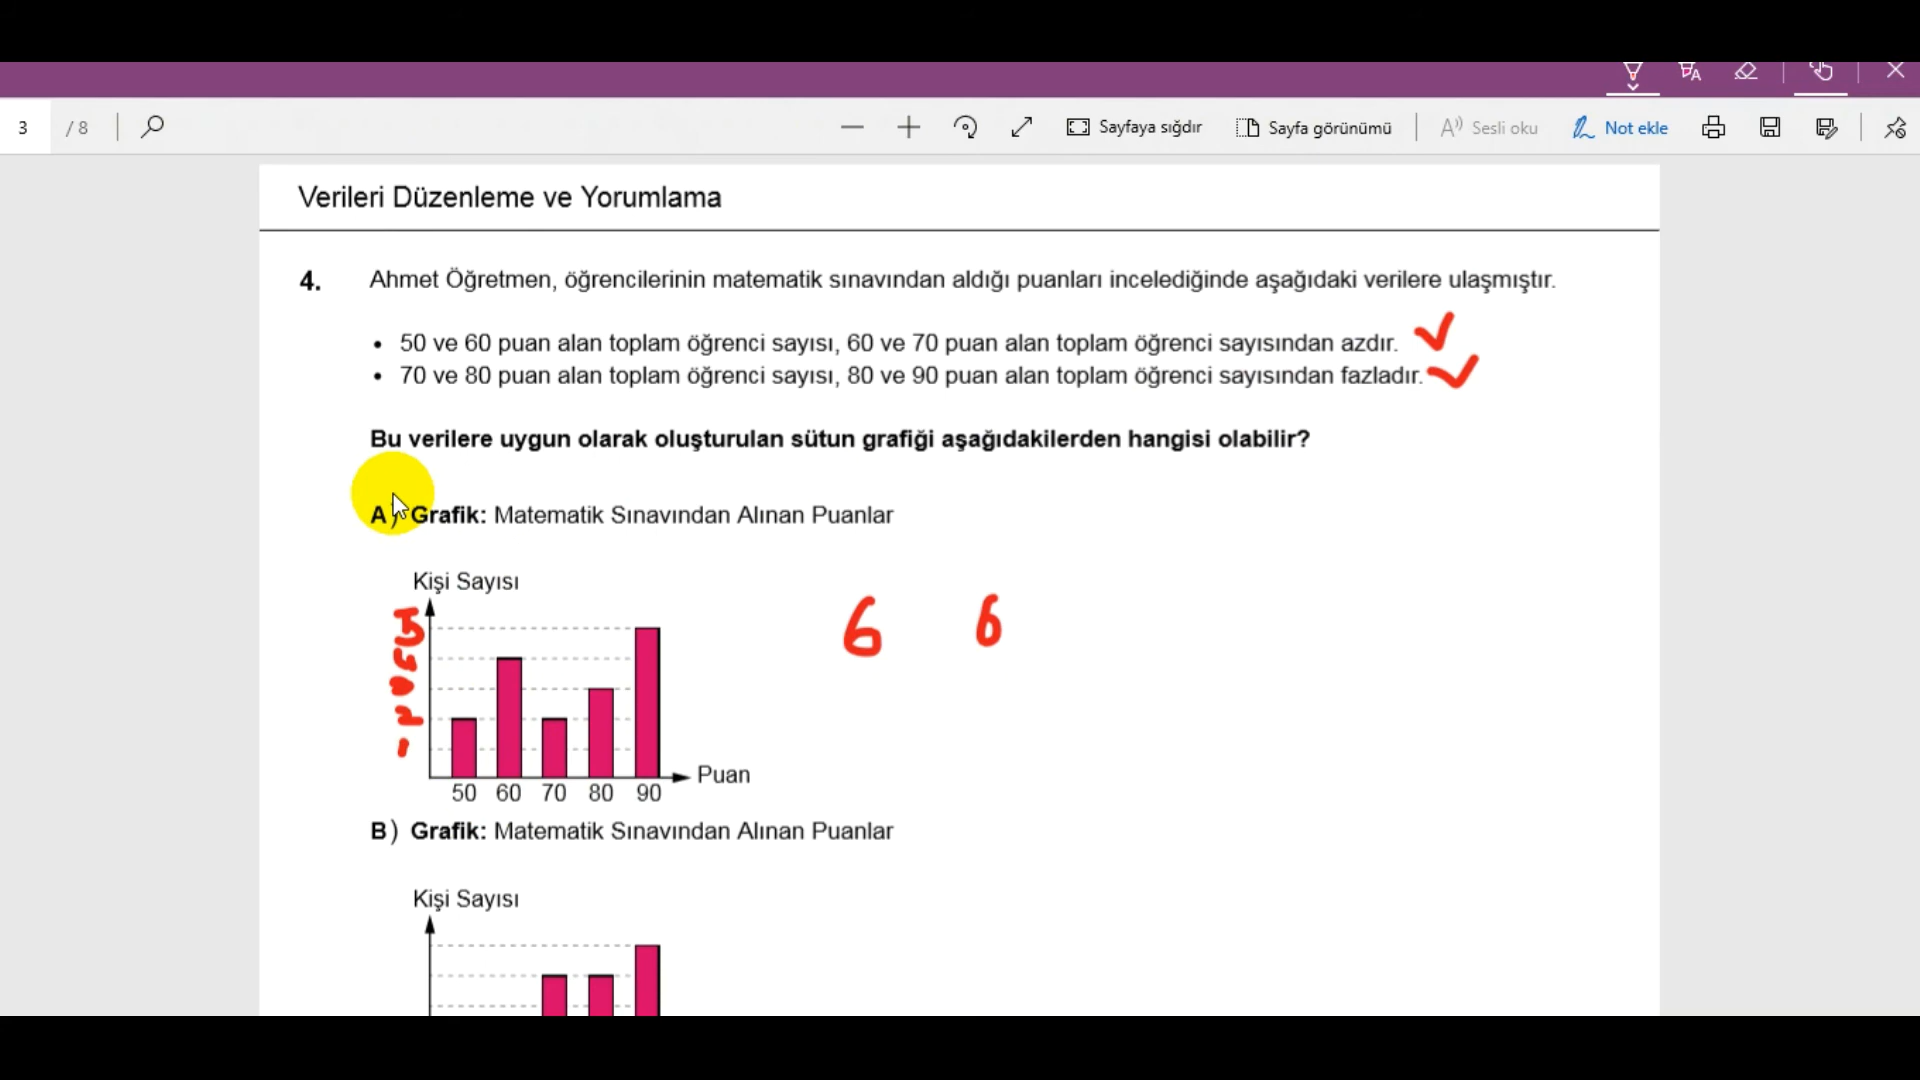 3 / 8 Sayfaya sığdır Sayfa görünümü Sesli oku Not ekle
Verileri Düzenleme ve Yorumlama
4. Ahmet Öğretmen, öğrencilerinin matematik sınavından aldığı puanları incelediğinde aşağıdaki verilere ulaşmıştır.
• 50 ve 60 puan alan toplam öğrenci sayısı, 60 ve 70 puan alan toplam öğrenci sayısından azdır.
• 70 ve 80 puan alan toplam öğrenci sayısı, 80 ve 90 puan alan toplam öğrenci sayısından fazladır.
Bu verilere uygun olarak oluşturulan sütun grafiği aşağıdakilerden hangisi olabilir?
A) Grafik: Matematik Sınavından Alınan Puanlar
Kişi Sayısı
6 6
5
2
1
Puan
50 60 70 80 90
B) Grafik: Matematik Sınavından Alınan Puanlar
Kişi Sayısı